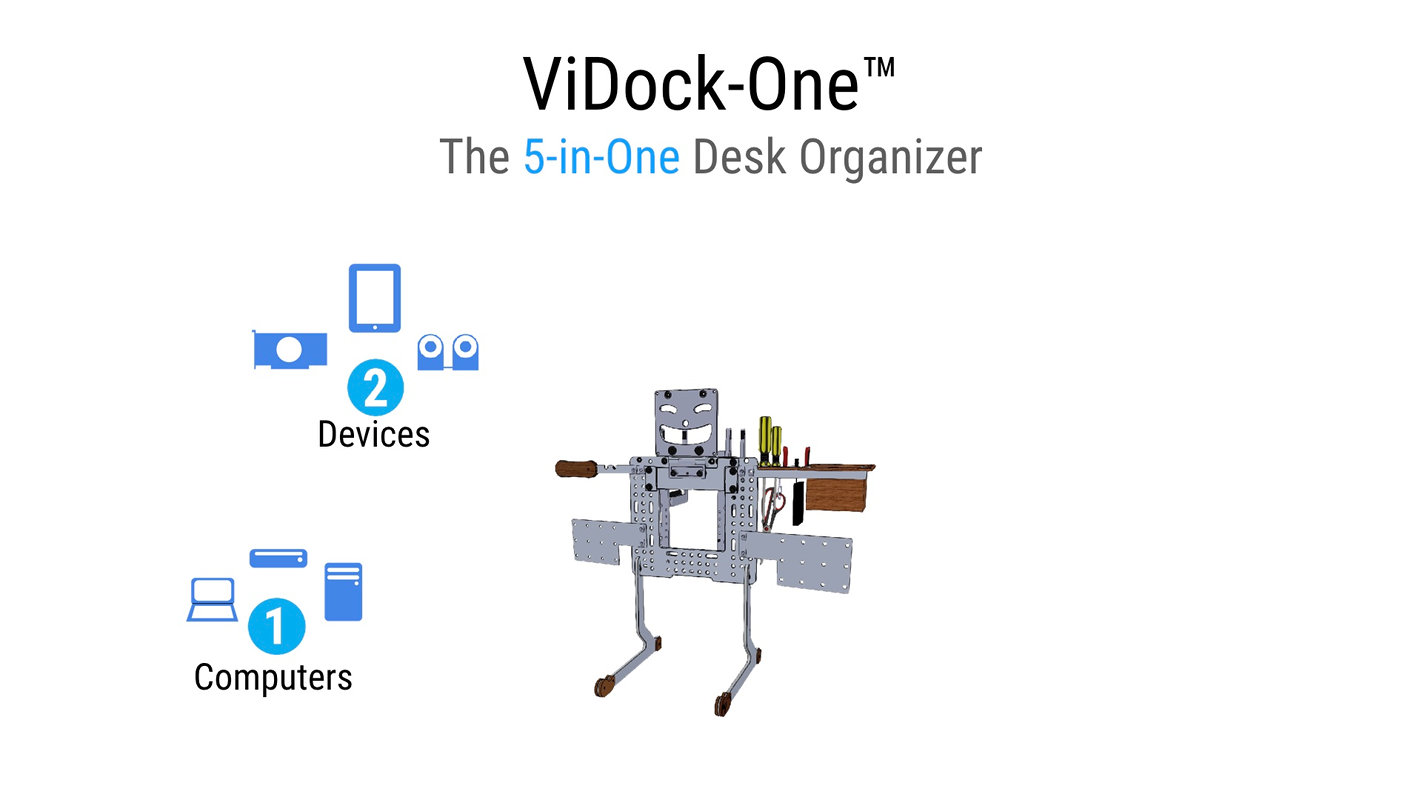 ViDock-One™
The 5-in-One Desk Organizer
2
Devices
1
Computers